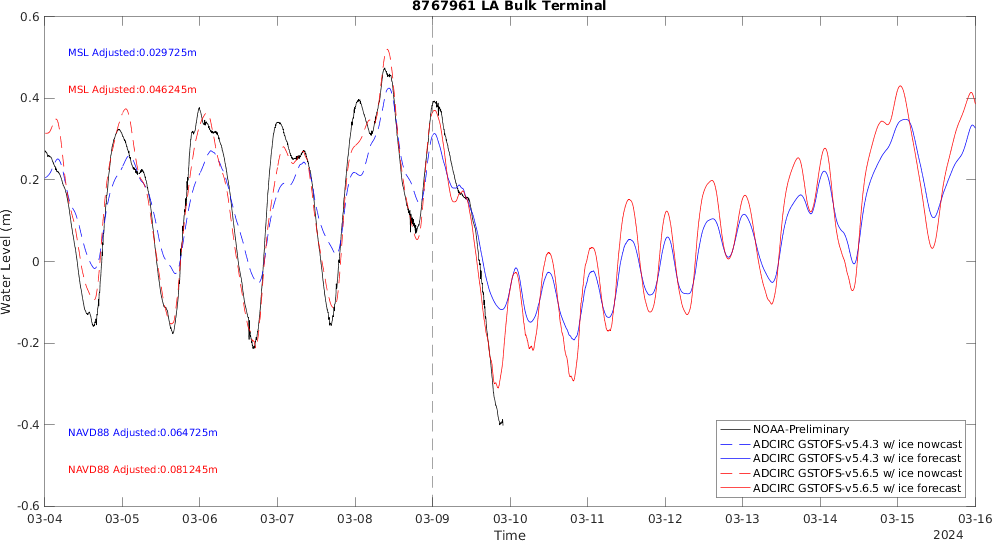 8767961 LA Bulk Terminal
MSL Adjusted:0.029725m
MSL Adjusted:0.046245m
NAVD88 Adjusted:0.064725m
NAVD88 Adjusted:0.081245m
Water Level (m)
0.6
0.4
0.2
0
-0.2
-0.4
-0.6
NOAA-Preliminary
ADCIRC GSTOFS-v5.4.3 w/ ice nowcast
ADCIRC GSTOFS-v5.4.3 w/ ice forecast
ADCIRC GSTOFS-v5.6.5 w/ ice nowcast
ADCIRC GSTOFS-v5.6.5 w/ ice forecast
03-04 03-05 03-06 03-07 03-08 03-09 03-10 03-11 03-12 03-13 03-14 03-15 03-16
Time
2024